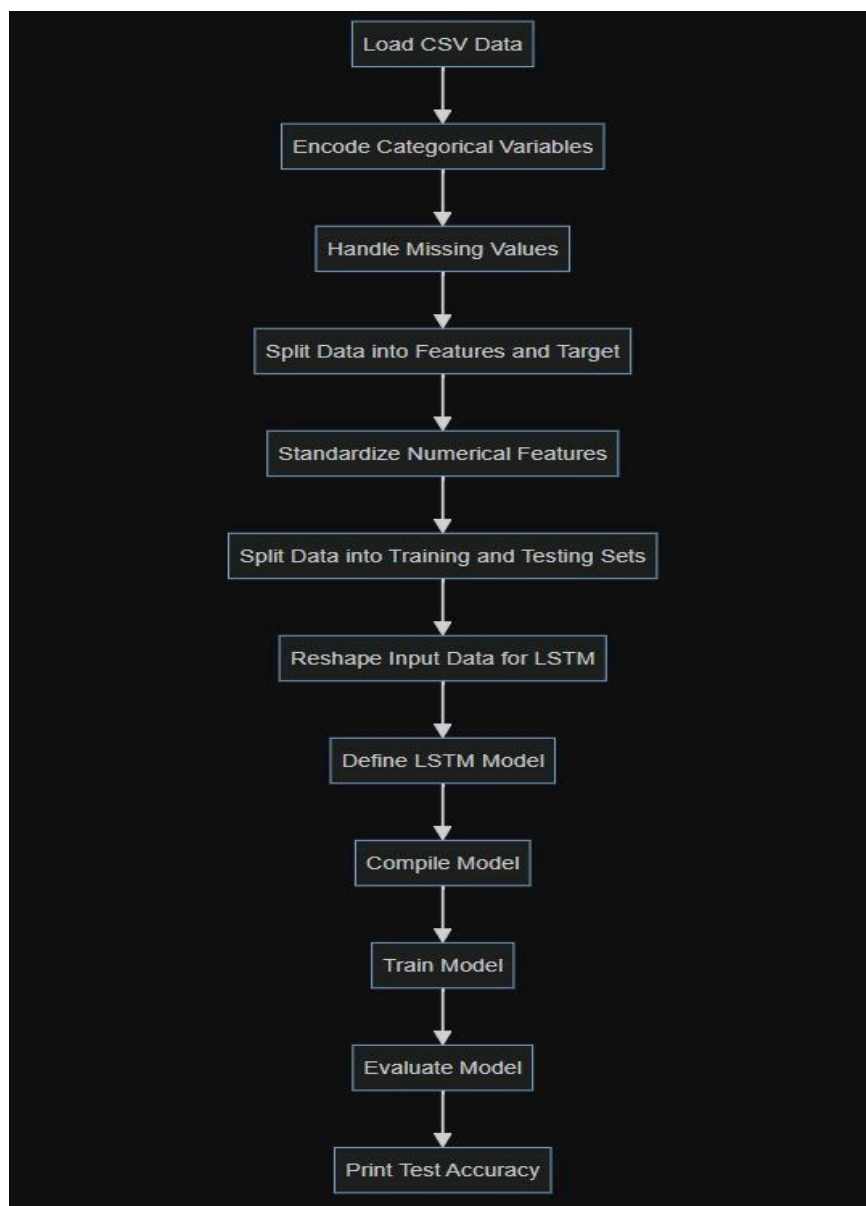 Load CSV Data
Encode Categorical Variables
Handle Missing Values
Split Data into Features and Target
Standardize Numerical Features
Split Data into Training and Testing Sets
Reshape Input Data for LSTM
Define LSTM Model
Compile Model
Train Model
Evaluate Model
Print Test Accuracy